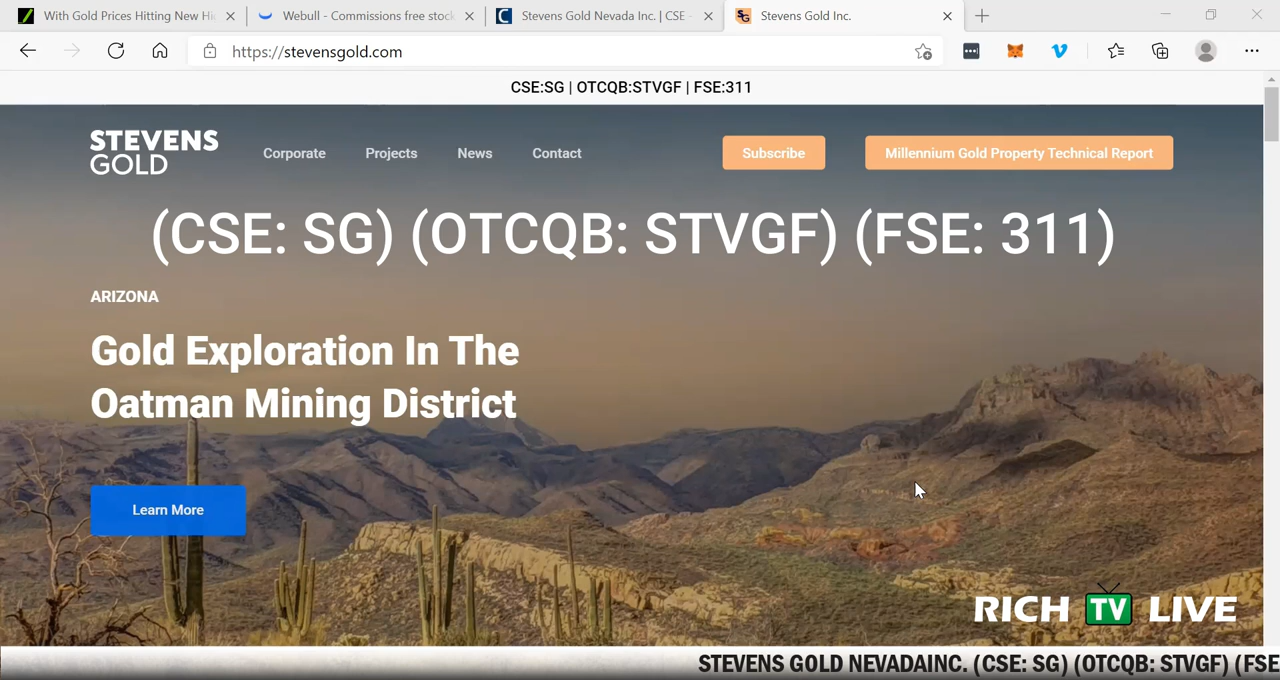 With Gold Prices Hitting New Hi
Webull - Commissions free stock
Stevens Gold Nevada Inc. | CSE -
Stevens Gold Inc.
https://stevensgold.com
CSE:SG | OTCQB:STVGF | FSE:311
STEVENS
GOLD
Corporate
Projects
News
Contact
Subscribe
Millennium Gold Property Technical Report
(CSE: SG) (OTCQB: STVGF) (FSE: 311)
ARIZONA
Gold Exploration In The
Oatman Mining District
Learn More
RICH TV LIVE
STEVENS GOLD NEVADAINC. (CSE: SG) (OTCQB: STVGF) (FSE